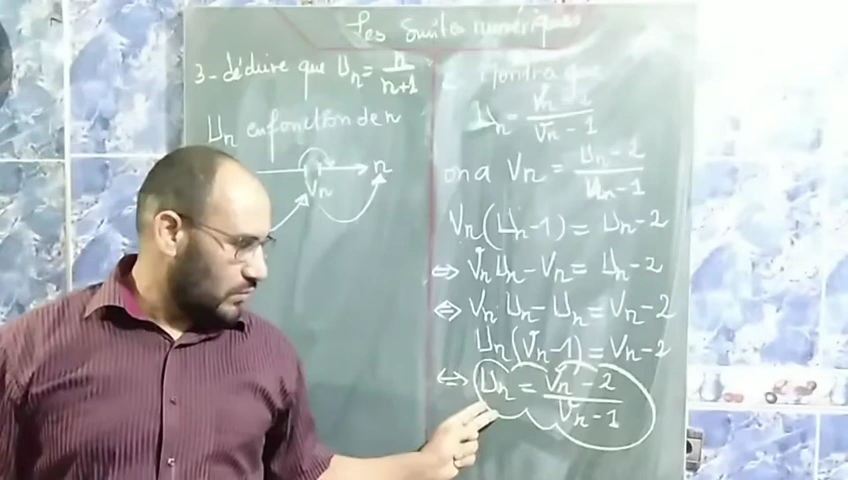 Les Suites numériques
3- déduire que Un = n/(n+1)
Un en fonction de n
Vn
n
2- Montrer que
Un = (Vn - 2)/(Vn - 1)
on a Vn = (Un - 2)/(Un - 1)
Vn(Un - 1) = Un - 2
⇔ VnUn - Vn = Un - 2
⇔ VnUn - Un = Vn - 2
Un(Vn - 1) = Vn - 2
⇔ Un = (Vn - 2)/(Vn - 1)